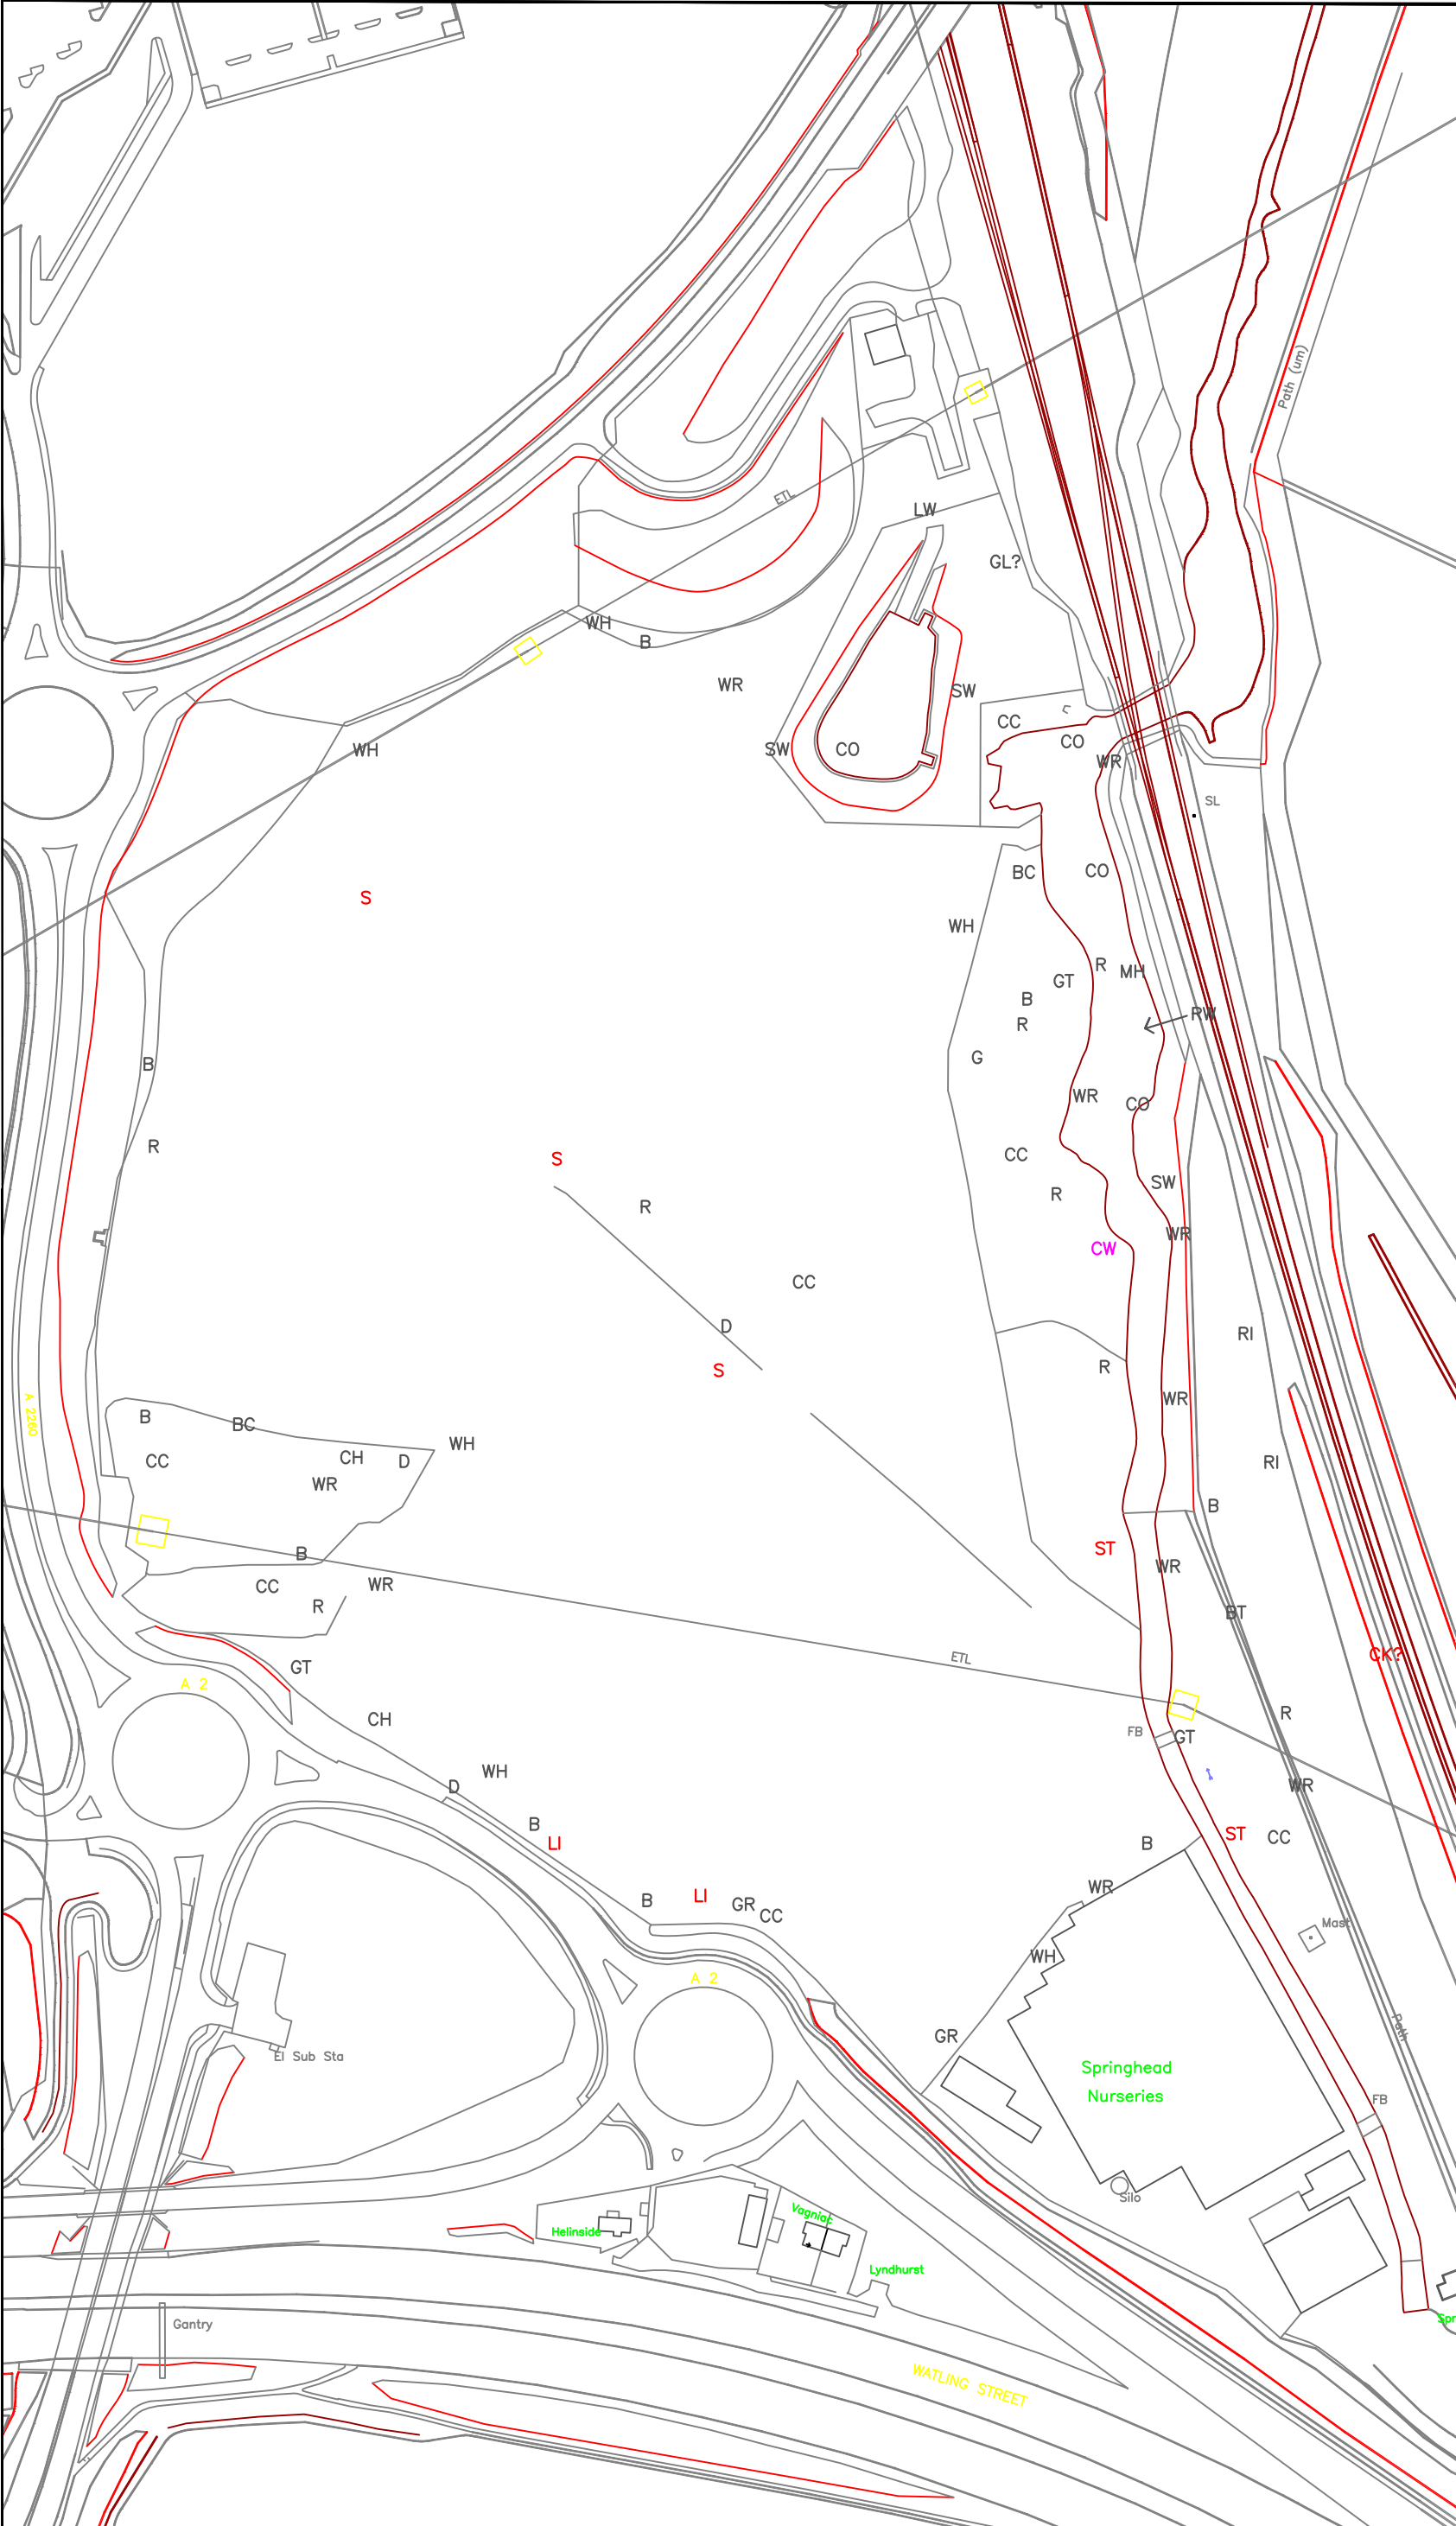 Path (um)
ETL
LW
GL?
WH
B
WR
SW
CC
CO
SW
CO
WH
WR
SL
BC
CO
S
WH
R
MH
GT
B
RW
R
G
B
WR
CO
R
CC
S
SW
R
R
WR
CW
CC
D
RI
S
R
WR
A 2260
B
BC
WH
CC
CH
D
RI
WR
B
ST
B
WR
CC
WR
R
BT
ETL
CK?
GT
A 2
R
CH
FB
GT
WH
D
WR
B
ST
CC
LI
B
WR
LI
B
GR
CC
Mast
WH
A 2
Path
GR
El Sub Sta
Springhead
Nurseries
FB
Silo
Vagniac
Helinside
Lyndhurst
Spr
Gantry
WATLING STREET